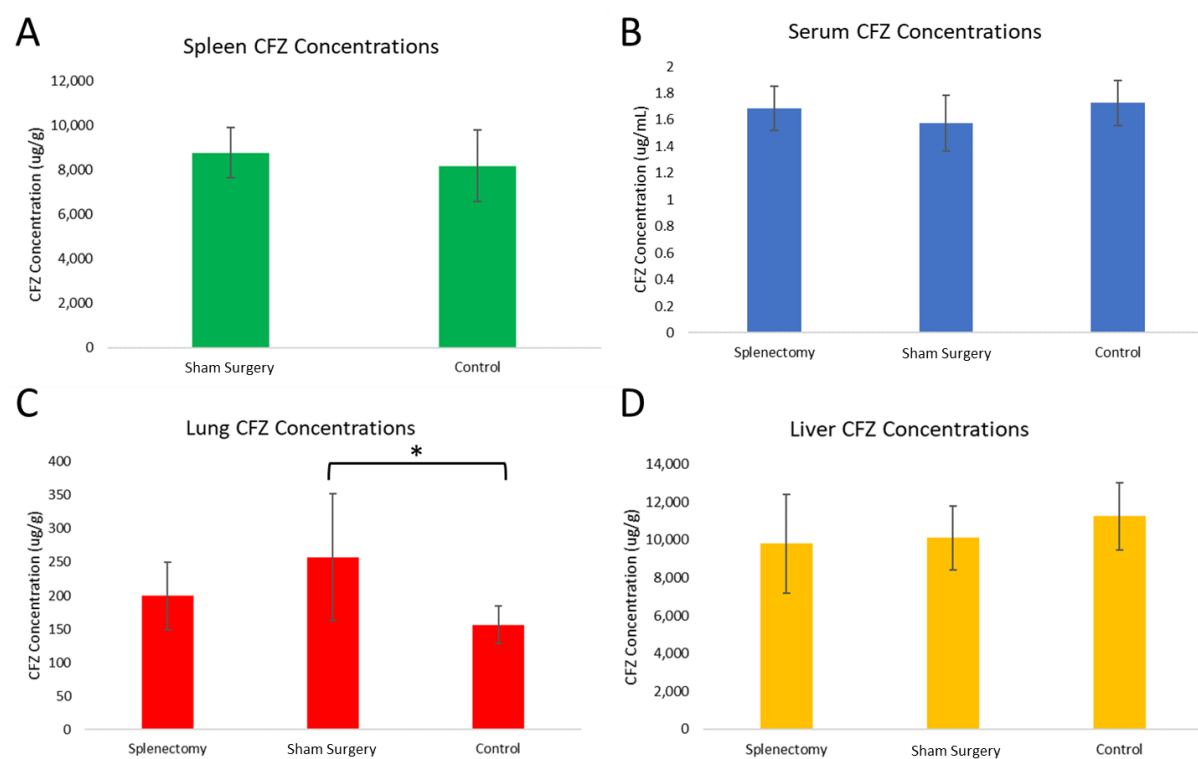 A
Spleen CFZ Concentrations
CFZ Concentration (ug/g)
12,000
10,000
8,000
6,000
4,000
2,000
0
Sham Surgery
Control
B
Serum CFZ Concentrations
CFZ Concentration (ug/mL)
2
1.8
1.6
1.4
1.2
1
0.8
0.6
0.4
0.2
0
Splenectomy
Sham Surgery
Control
C
Lung CFZ Concentrations
*
CFZ Concentration (ug/g)
400
350
300
250
200
150
100
50
0
Splenectomy
Sham Surgery
Control
D
Liver CFZ Concentrations
CFZ Concentration (ug/g)
14,000
12,000
10,000
8,000
6,000
4,000
2,000
0
Splenectomy
Sham Surgery
Control